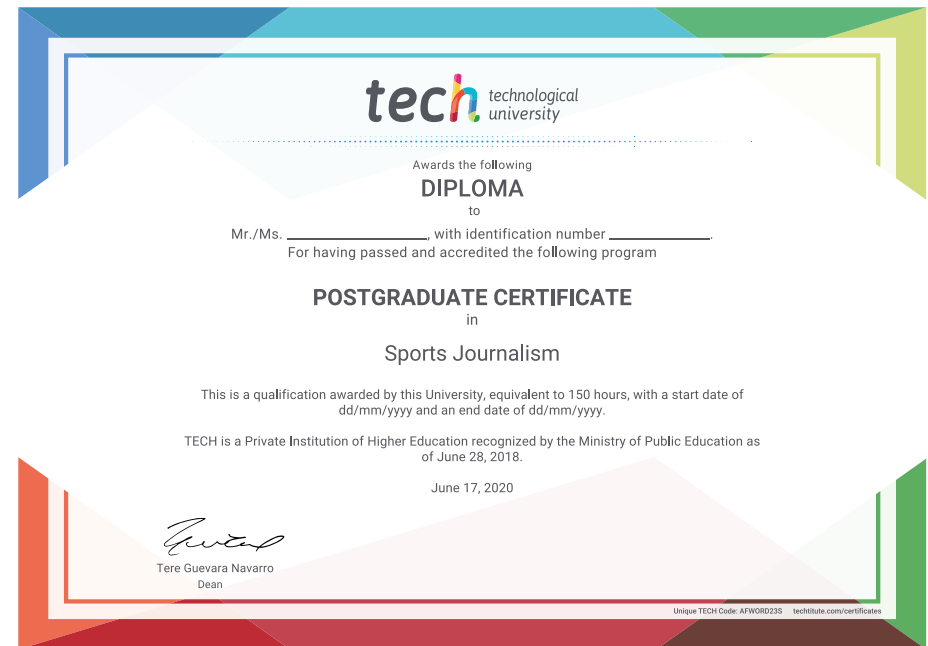 tech technological
university
Awards the following
DIPLOMA
to
Mr./Ms. ____________________, with identification number ______________.
For having passed and accredited the following program
POSTGRADUATE CERTIFICATE
in
Sports Journalism
This is a qualification awarded by this University, equivalent to 150 hours, with a start date of
dd/mm/yyyy and an end date of dd/mm/yyyy.
TECH is a Private Institution of Higher Education recognized by the Ministry of Public Education as
of June 28, 2018.
June 17, 2020
Tere Guevara Navarro
Dean
Unique TECH Code: AFWORD23S techtitute.com/certificates